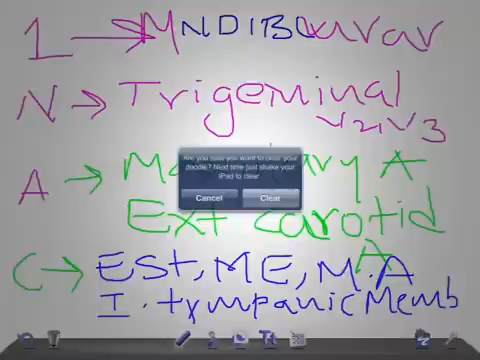 1 → MNDIBular
N → Trigeminal
V2, V3
A → Maxillary A
Ext carotid
A
C → ESt, ME, M.A
I. tympanic Memb
Are you sure you want to clear your
doodle? Next time just shake your
iPad to clear
Cancel Clear
Tt